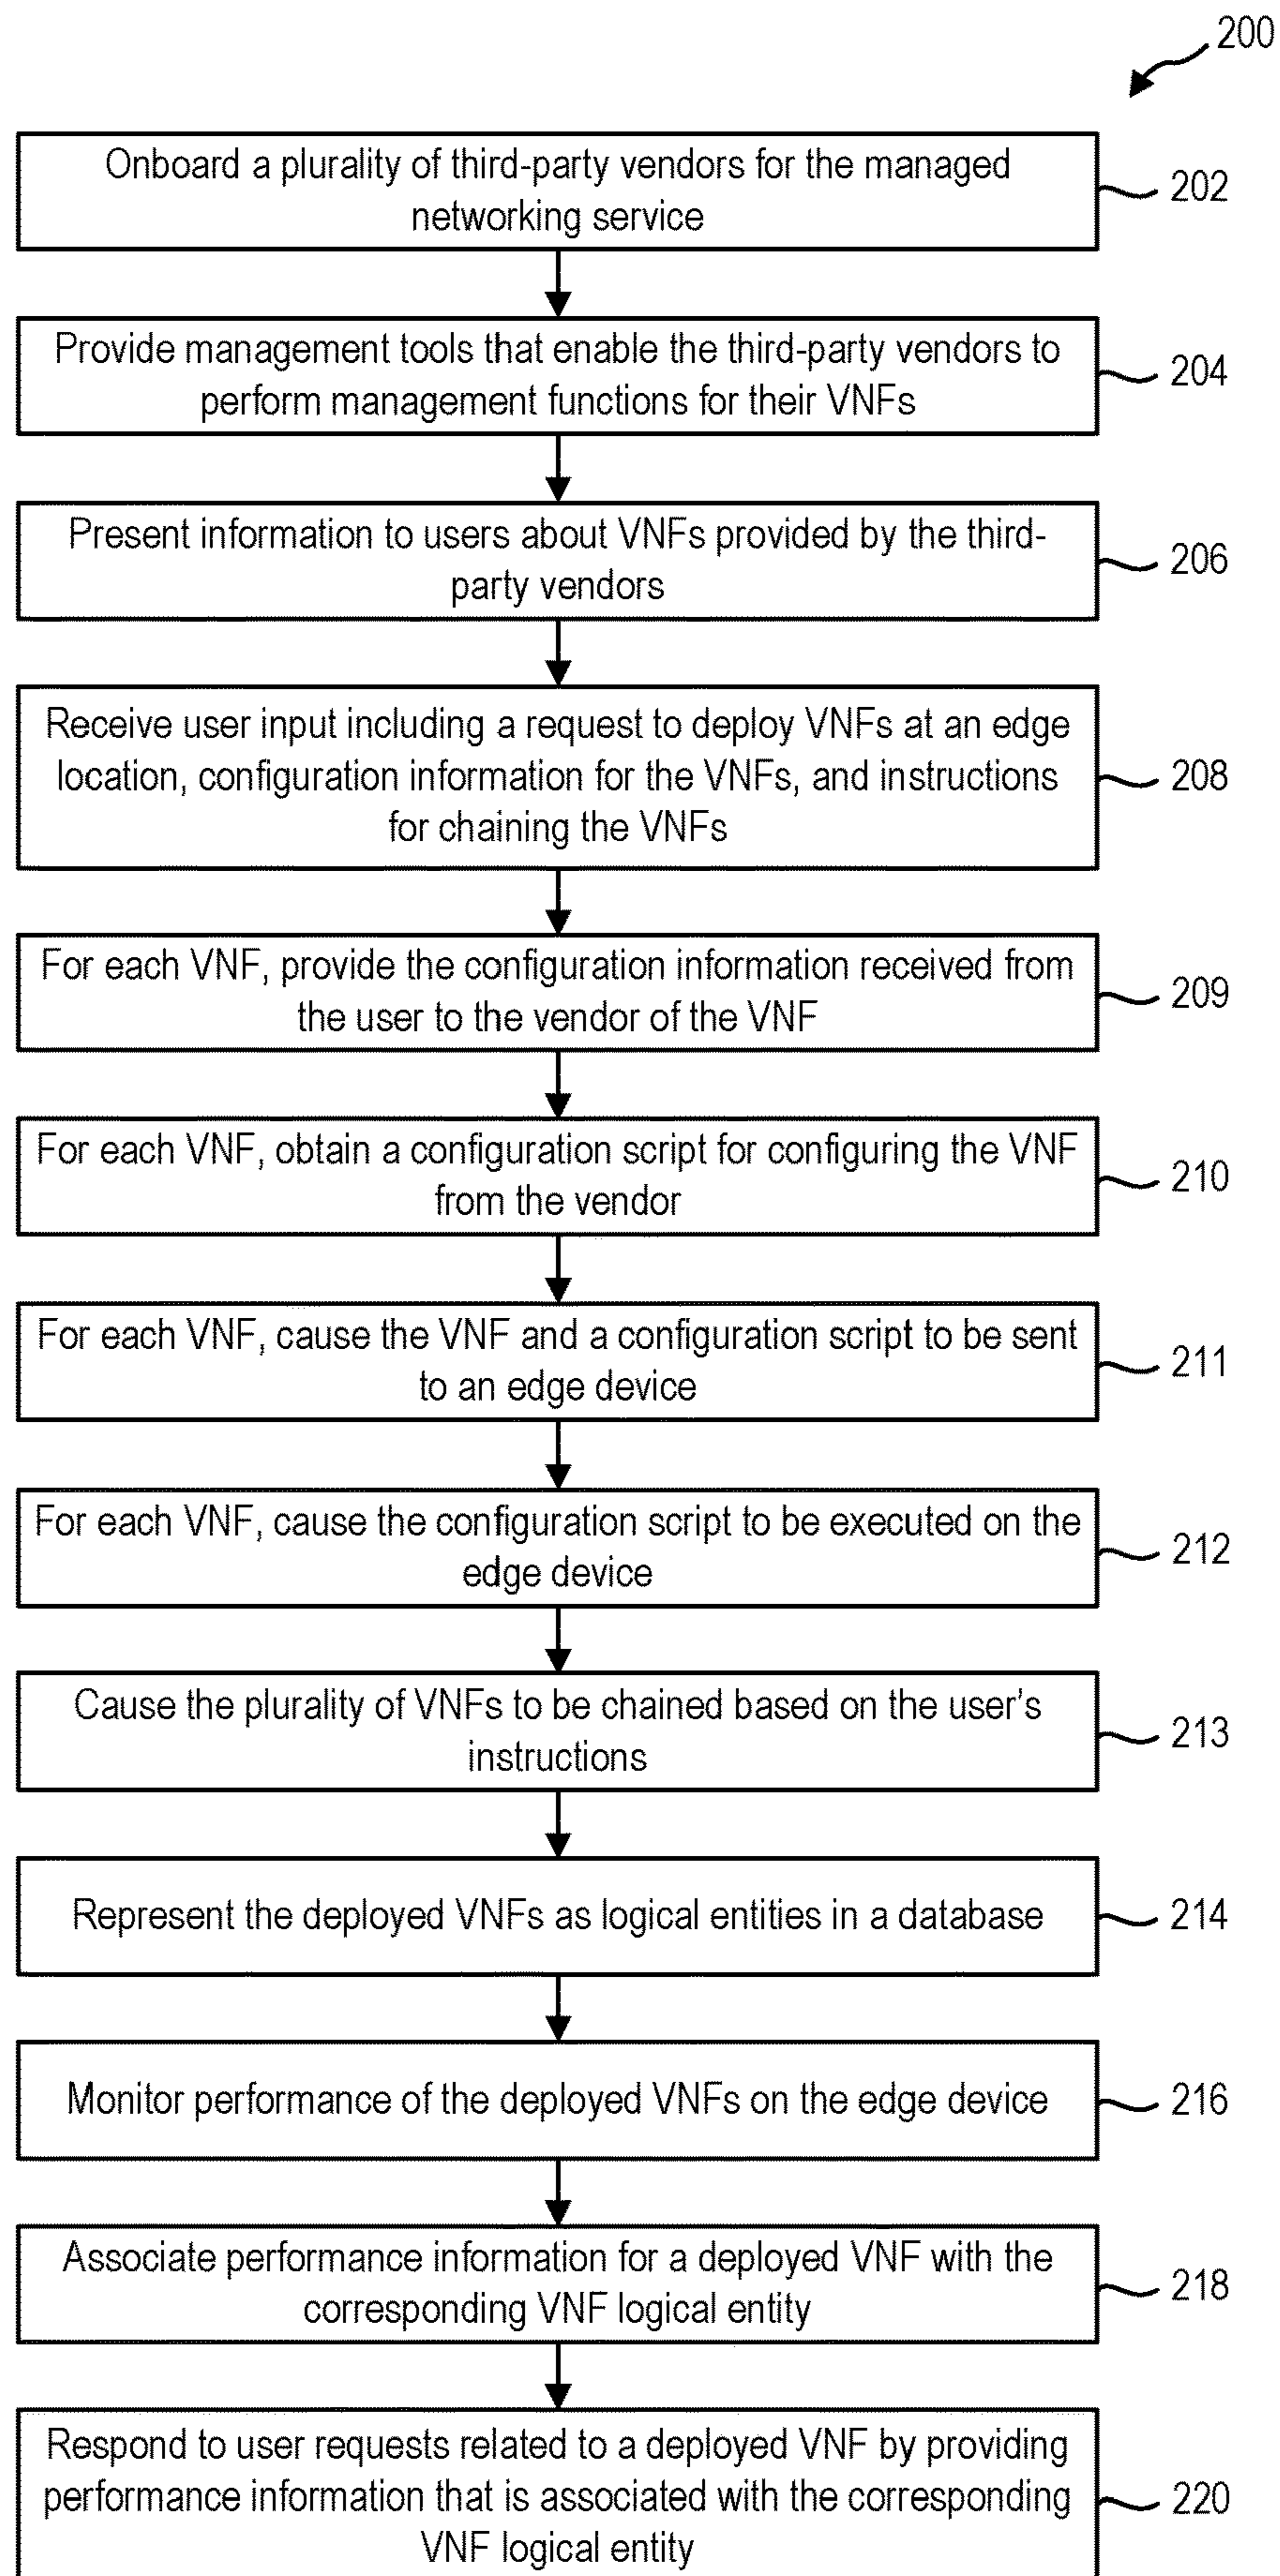 200
Onboard a plurality of third-party vendors for the managed
networking service
202
Provide management tools that enable the third-party vendors to
perform management functions for their VNFs
204
Present information to users about VNFs provided by the third-
party vendors
206
Receive user input including a request to deploy VNFs at an edge
location, configuration information for the VNFs, and instructions
for chaining the VNFs
208
For each VNF, provide the configuration information received from
the user to the vendor of the VNF
209
For each VNF, obtain a configuration script for configuring the VNF
from the vendor
210
For each VNF, cause the VNF and a configuration script to be sent
to an edge device
211
For each VNF, cause the configuration script to be executed on the
edge device
212
Cause the plurality of VNFs to be chained based on the user's
instructions
213
Represent the deployed VNFs as logical entities in a database
214
Monitor performance of the deployed VNFs on the edge device
216
Associate performance information for a deployed VNF with the
corresponding VNF logical entity
218
Respond to user requests related to a deployed VNF by providing
performance information that is associated with the corresponding
VNF logical entity
220